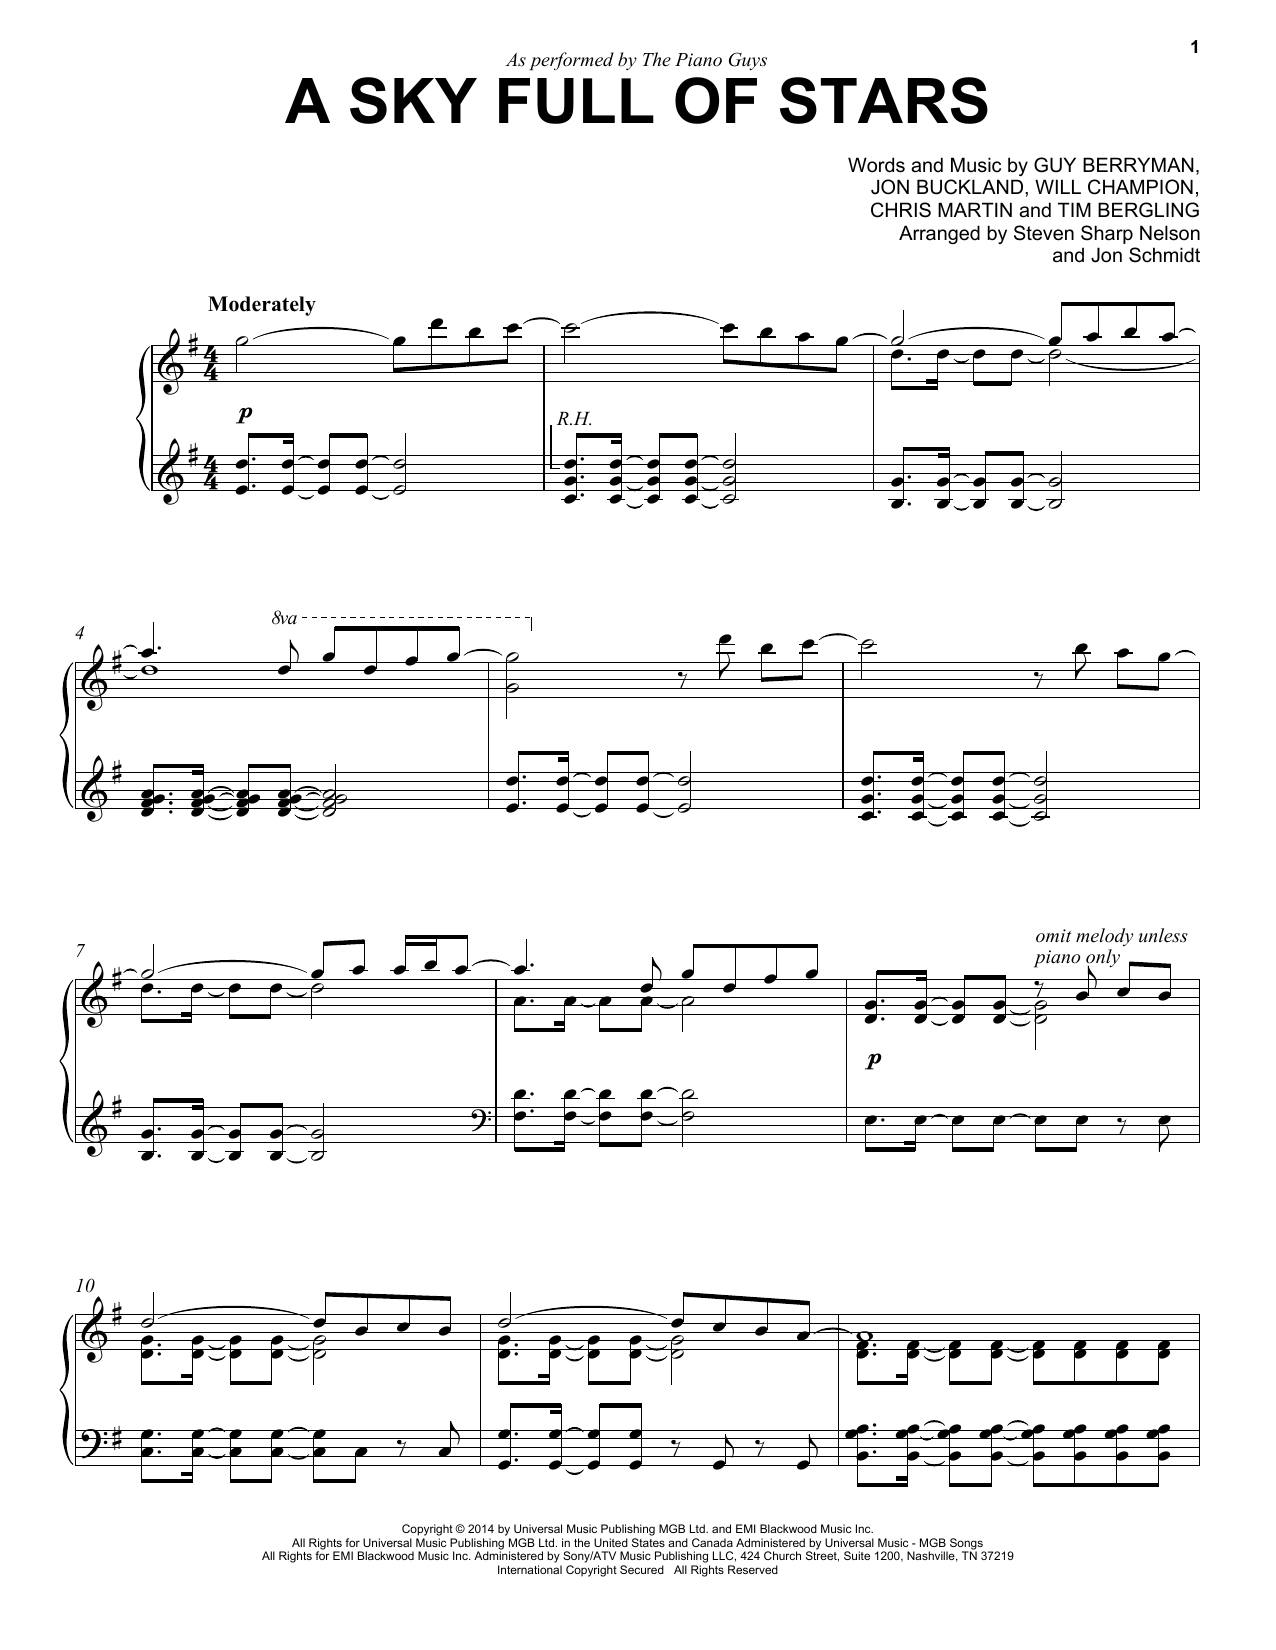 1
As performed by The Piano Guys
A SKY FULL OF STARS
Words and Music by GUY BERRYMAN,
JON BUCKLAND, WILL CHAMPION,
CHRIS MARTIN and TIM BERGLING
Arranged by Steven Sharp Nelson
and Jon Schmidt
Moderately
4
4
p
R.H.
4
4
4
8va
7
omit melody unless
piano only
p
10
Copyright © 2014 by Universal Music Publishing MGB Ltd. and EMI Blackwood Music Inc.
All Rights for Universal Music Publishing MGB Ltd. in the United States and Canada Administered by Universal Music - MGB Songs
All Rights for EMI Blackwood Music Inc. Administered by Sony/ATV Music Publishing LLC, 424 Church Street, Suite 1200, Nashville, TN 37219
International Copyright Secured   All Rights Reserved